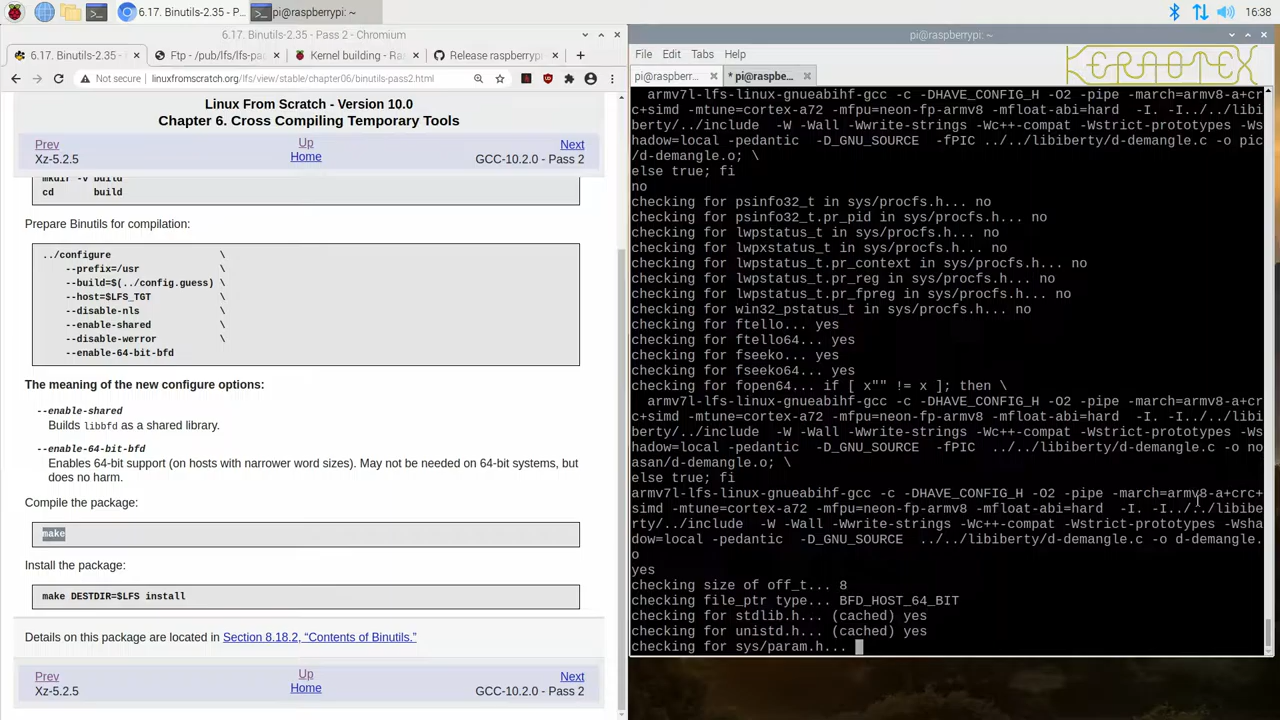 6.17. Binutils-2.35 - P...
pi@raspberrypi: ~
16:38
6.17. Binutils-2.35 - Pass 2 - Chromium
6.17. Binutils-2.35 - 
Ftp - /pub/lfs/lfs-pac
Kernel building - Ras
Release raspberrypi
Not secure
linuxfromscratch.org/lfs/view/stable/chapter06/binutils-pass2.html
Linux From Scratch - Version 10.0
Chapter 6. Cross Compiling Temporary Tools
Prev
Up
Next
Xz-5.2.5
Home
GCC-10.2.0 - Pass 2
mkdir -v build
cd build
Prepare Binutils for compilation:
../configure \
--prefix=/usr \
--build=$(../config.guess) \
--host=$LFS_TGT \
--disable-nls \
--enable-shared \
--disable-werror \
--enable-64-bit-bfd
The meaning of the new configure options:
--enable-shared
Builds libbfd as a shared library.
--enable-64-bit-bfd
Enables 64-bit support (on hosts with narrower word sizes). May not be needed on 64-bit systems, but
does no harm.
Compile the package:
make
Install the package:
make DESTDIR=$LFS install
Details on this package are located in Section 8.18.2, “Contents of Binutils.”
Prev
Up
Next
Xz-5.2.5
Home
GCC-10.2.0 - Pass 2
pi@raspberrypi: ~
File Edit Tabs Help
KERNOTEX
pi@raspberr...
* pi@raspbe...
armv7l-lfs-linux-gnueabihf-gcc -c -DHAVE_CONFIG_H -O2 -pipe -march=armv8-a+cr
c+simd -mtune=cortex-a72 -mfpu=neon-fp-armv8 -mfloat-abi=hard -I. -I../../libi
berty/../include -W -Wall -Wwrite-strings -Wc++-compat -Wstrict-prototypes -Ws
hadow=local -pedantic -D_GNU_SOURCE -fPIC ../../libiberty/d-demangle.c -o pic
/d-demangle.o; \
else true; fi
no
checking for psinfo32_t in sys/procfs.h... no
checking for psinfo32_t.pr_pid in sys/procfs.h... no
checking for lwpstatus_t in sys/procfs.h... no
checking for lwpxstatus_t in sys/procfs.h... no
checking for lwpstatus_t.pr_context in sys/procfs.h... no
checking for lwpstatus_t.pr_reg in sys/procfs.h... no
checking for lwpstatus_t.pr_fpreg in sys/procfs.h... no
checking for win32_pstatus_t in sys/procfs.h... no
checking for ftello... yes
checking for ftello64... yes
checking for fseeko... yes
checking for fseeko64... yes
checking for fopen64... if [ x"" != x ]; then \
armv7l-lfs-linux-gnueabihf-gcc -c -DHAVE_CONFIG_H -O2 -pipe -march=armv8-a+cr
c+simd -mtune=cortex-a72 -mfpu=neon-fp-armv8 -mfloat-abi=hard -I. -I../../libi
berty/../include -W -Wall -Wwrite-strings -Wc++-compat -Wstrict-prototypes -Ws
hadow=local -pedantic -D_GNU_SOURCE -fPIC ../../libiberty/d-demangle.c -o no
asan/d-demangle.o; \
else true; fi
armv7l-lfs-linux-gnueabihf-gcc -c -DHAVE_CONFIG_H -O2 -pipe -march=armv8-a+crc+
simd -mtune=cortex-a72 -mfpu=neon-fp-armv8 -mfloat-abi=hard -I. -I../../libibe
rty/../include -W -Wall -Wwrite-strings -Wc++-compat -Wstrict-prototypes -Wsha
dow=local -pedantic -D_GNU_SOURCE ../../libiberty/d-demangle.c -o d-demangle.
o
yes
checking size of off_t... 8
checking file_ptr type... BFD_HOST_64_BIT
checking for stdlib.h... (cached) yes
checking for unistd.h... (cached) yes
checking for sys/param.h...